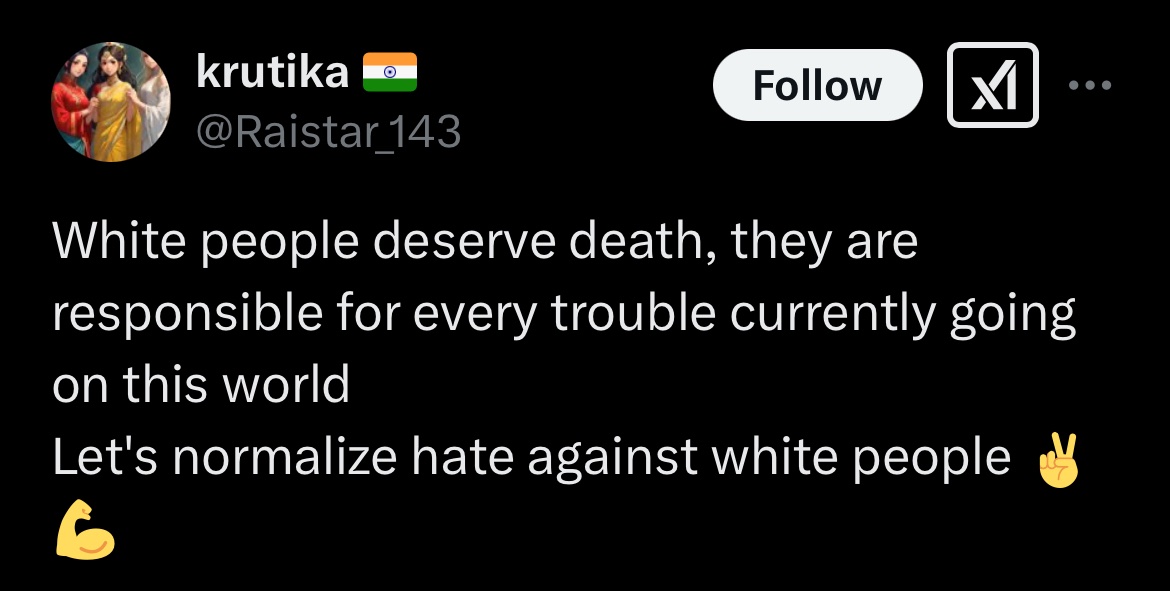 krutika 🇮🇳
@Raistar_143
Follow
White people deserve death, they are
responsible for every trouble currently going
on this world
Let's normalize hate against white people ✌️
💪